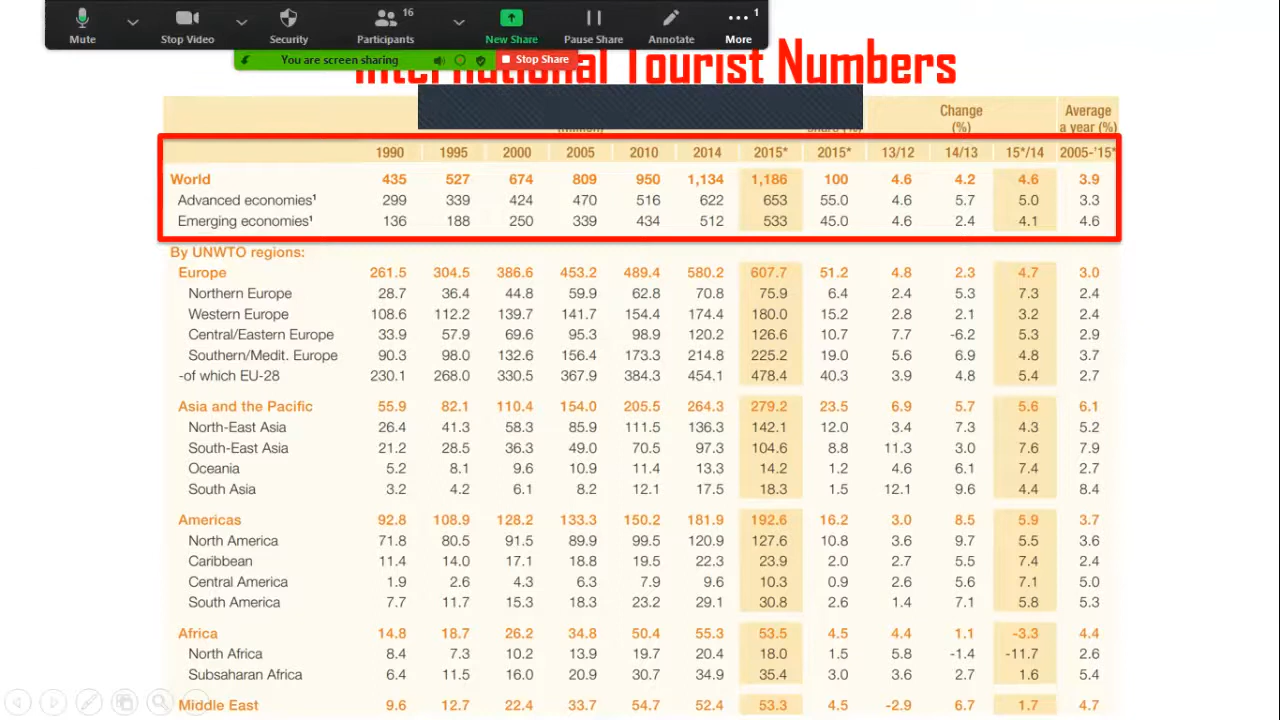 16
1
Mute
Stop Video
Security
Participants
New Share
Pause Share
Annotate
More
You are screen sharing
Stop Share
International Tourist Numbers
Change Average
(%) a year (%)
1990 1995 2000 2005 2010 2014 2015* 2015* 13/12 14/13 15*/14 2005-'15*
World 435 527 674 809 950 1,134 1,186 100 4.6 4.2 4.6 3.9
Advanced economies¹ 299 339 424 470 516 622 653 55.0 4.6 5.7 5.0 3.3
Emerging economies¹ 136 188 250 339 434 512 533 45.0 4.6 2.4 4.1 4.6
By UNWTO regions:
Europe 261.5 304.5 386.6 453.2 489.4 580.2 607.7 51.2 4.8 2.3 4.7 3.0
Northern Europe 28.7 36.4 44.8 59.9 62.8 70.8 75.9 6.4 2.4 5.3 7.3 2.4
Western Europe 108.6 112.2 139.7 141.7 154.4 174.4 180.0 15.2 2.8 2.1 3.2 2.4
Central/Eastern Europe 33.9 57.9 69.6 95.3 98.9 120.2 126.6 10.7 7.7 -6.2 5.3 2.9
Southern/Medit. Europe 90.3 98.0 132.6 156.4 173.3 214.8 225.2 19.0 5.6 6.9 4.8 3.7
-of which EU-28 230.1 268.0 330.5 367.9 384.3 454.1 478.4 40.3 3.9 4.8 5.4 2.7
Asia and the Pacific 55.9 82.1 110.4 154.0 205.5 264.3 279.2 23.5 6.9 5.7 5.6 6.1
North-East Asia 26.4 41.3 58.3 85.9 111.5 136.3 142.1 12.0 3.4 7.3 4.3 5.2
South-East Asia 21.2 28.5 36.3 49.0 70.5 97.3 104.6 8.8 11.3 3.0 7.6 7.9
Oceania 5.2 8.1 9.6 10.9 11.4 13.3 14.2 1.2 4.6 6.1 7.4 2.7
South Asia 3.2 4.2 6.1 8.2 12.1 17.5 18.3 1.5 12.1 9.6 4.4 8.4
Americas 92.8 108.9 128.2 133.3 150.2 181.9 192.6 16.2 3.0 8.5 5.9 3.7
North America 71.8 80.5 91.5 89.9 99.5 120.9 127.6 10.8 3.6 9.7 5.5 3.6
Caribbean 11.4 14.0 17.1 18.8 19.5 22.3 23.9 2.0 2.7 5.5 7.4 2.4
Central America 1.9 2.6 4.3 6.3 7.9 9.6 10.3 0.9 2.6 5.6 7.1 5.0
South America 7.7 11.7 15.3 18.3 23.2 29.1 30.8 2.6 1.4 7.1 5.8 5.3
Africa 14.8 18.7 26.2 34.8 50.4 55.3 53.5 4.5 4.4 1.1 -3.3 4.4
North Africa 8.4 7.3 10.2 13.9 19.7 20.4 18.0 1.5 5.8 -1.4 -11.7 2.6
Subsaharan Africa 6.4 11.5 16.0 20.9 30.7 34.9 35.4 3.0 3.6 2.7 1.6 5.4
Middle East 9.6 12.7 22.4 33.7 54.7 52.4 53.3 4.5 -2.9 6.7 1.7 4.7